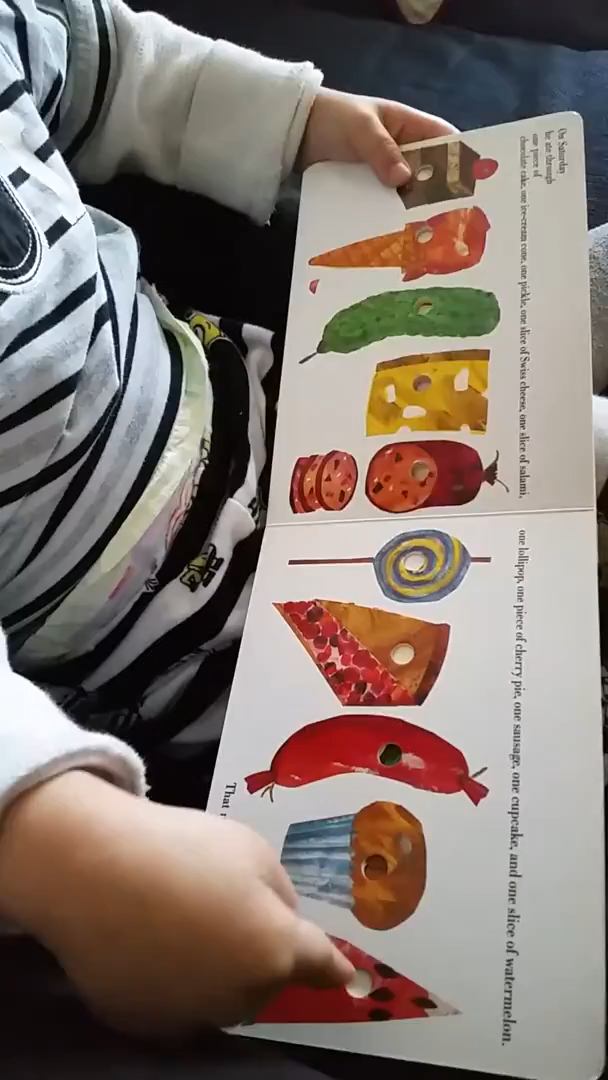 On Saturday
he ate through
one piece of
chocolate cake, one ice-cream cone, one pickle, one slice of Swiss cheese, one slice of salami,
one lollipop, one piece of cherry pie, one sausage, one cupcake, and one slice of watermelon.
That